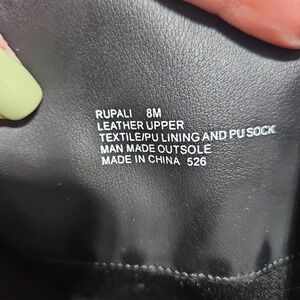 RUPALI 8M
LEATHER UPPER
TEXTILE/PU LINING AND PU SOCK
MAN MADE OUTSOLE
MADE IN CHINA 526